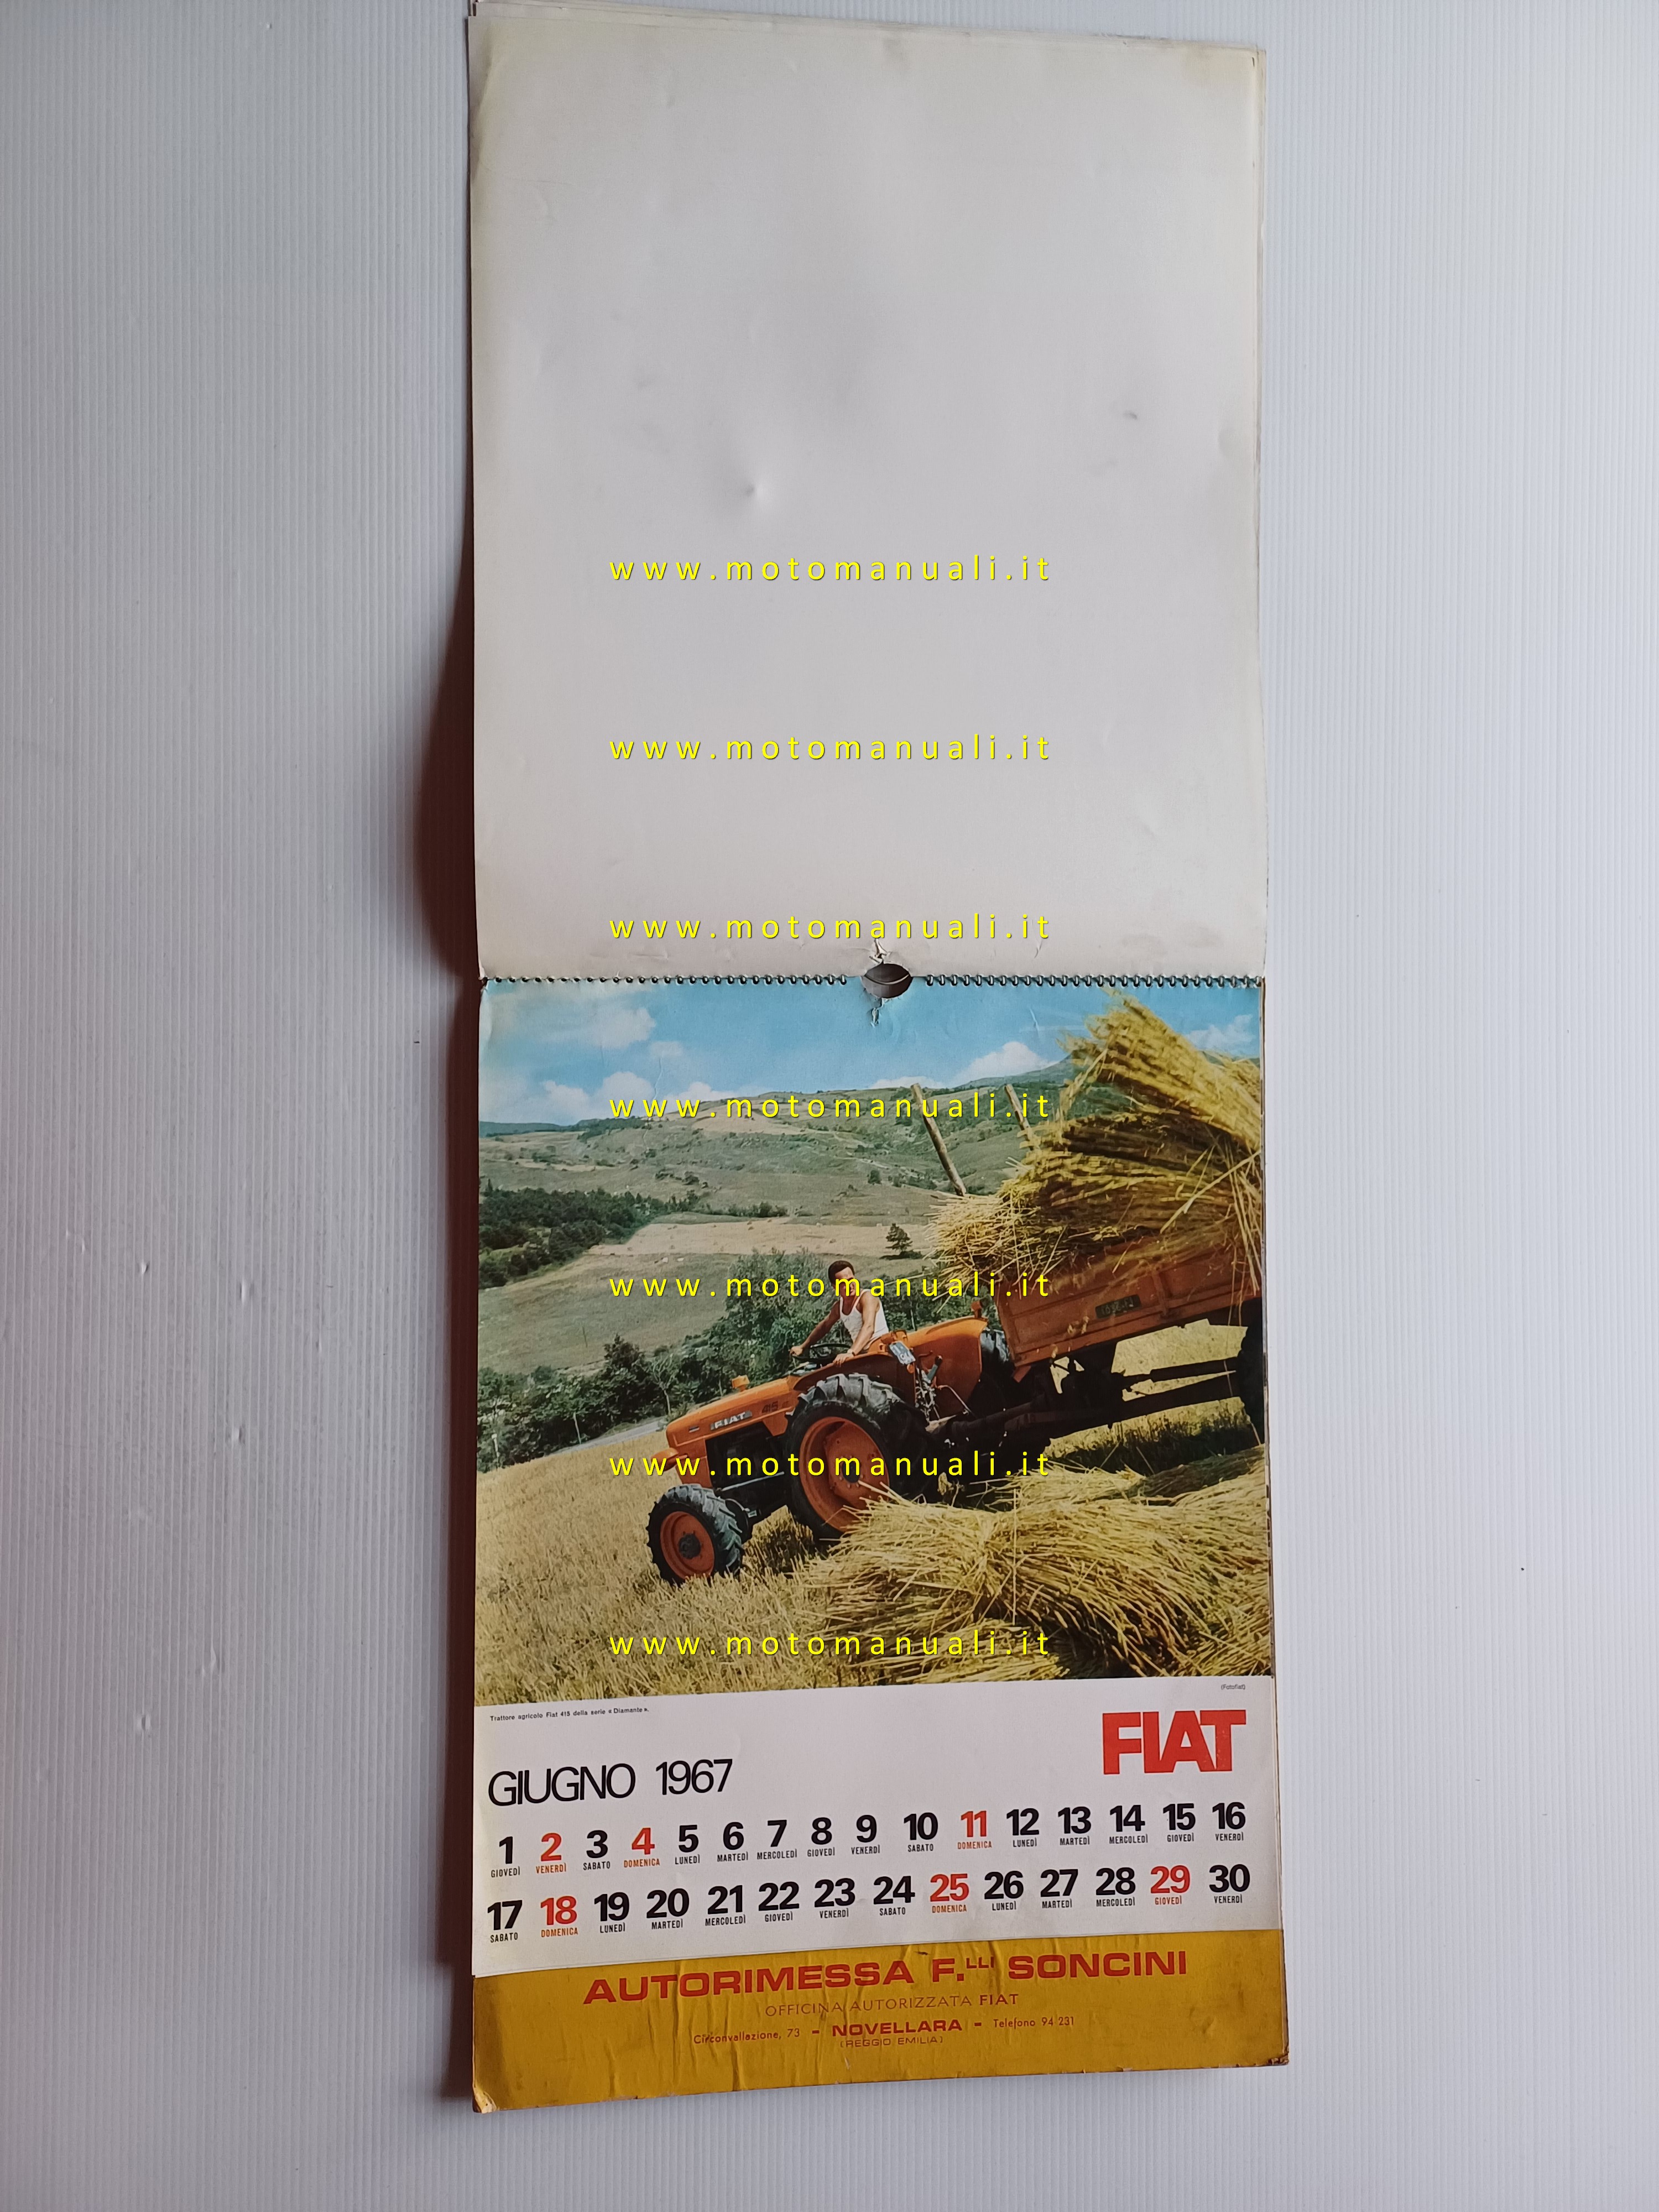 www.motomanuali.it
www.motomanuali.it
www.motomanuali.it
www.motomanuali.it
www.motomanuali.it
FIAT 415
www.motomanuali.it
www.motomanuali.it
(Fotofiat)
Trattore agricolo Fiat 415 della serie «Diamante».
FIAT
GIUGNO 1967
1 2 3 4 5 6 7 8 9 10 11 12 13 14 15 16
GIOVEDÌ VENERDÌ SABATO DOMENICA LUNEDÌ MARTEDÌ MERCOLEDÌ GIOVEDÌ VENERDÌ SABATO DOMENICA LUNEDÌ MARTEDÌ MERCOLEDÌ GIOVEDÌ VENERDÌ
17 18 19 20 21 22 23 24 25 26 27 28 29 30
SABATO DOMENICA LUNEDÌ MARTEDÌ MERCOLEDÌ GIOVEDÌ VENERDÌ SABATO DOMENICA LUNEDÌ MARTEDÌ MERCOLEDÌ GIOVEDÌ VENERDÌ
AUTORIMESSA F.LLI SONCINI
OFFICINA AUTORIZZATA FIAT
Circonvallazione, 73 - NOVELLARA - Telefono 94 231
(REGGIO EMILIA)